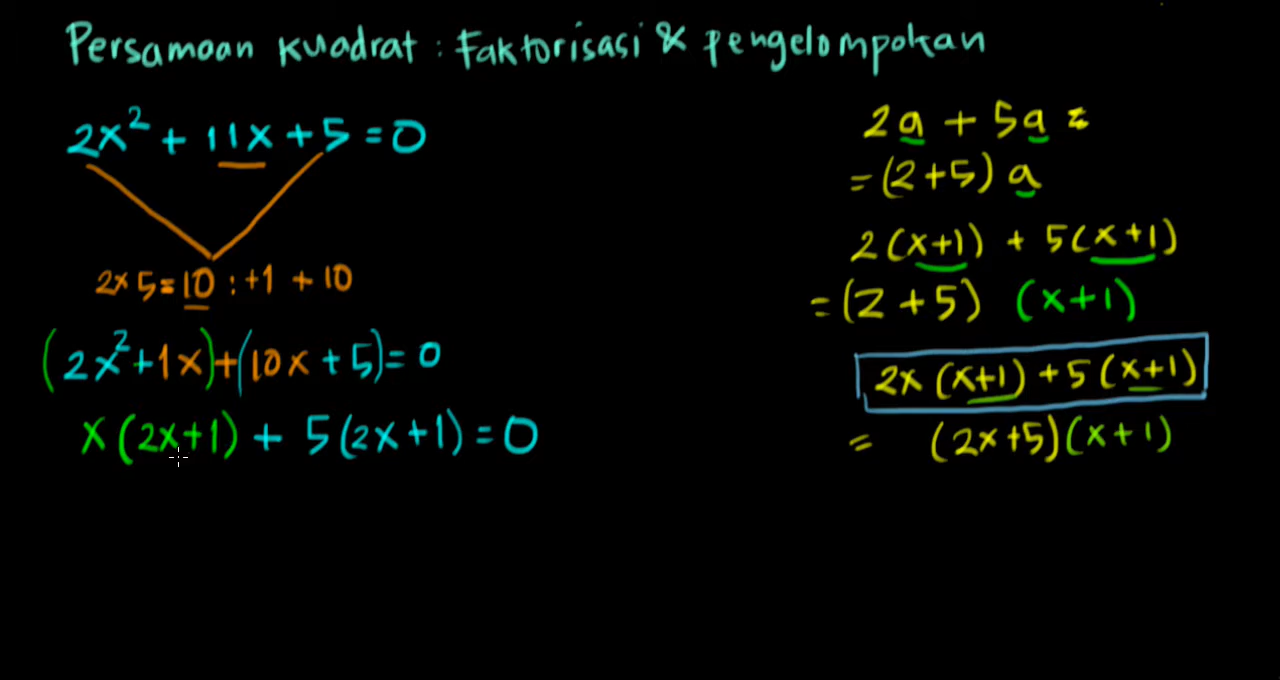 Persamaan kuadrat : Faktorisasi & pengelompokan
2x² + 11x + 5 = 0
2x5=10 : +1 +10
(2x²+1x)+(10x+5)=0
x(2x+1) + 5(2x+1)=0
2a + 5a =
=(2+5) a
2(x+1) + 5(x+1)
=(2+5) (x+1)
2x(x+1)+5(x+1)
= (2x+5)(x+1)